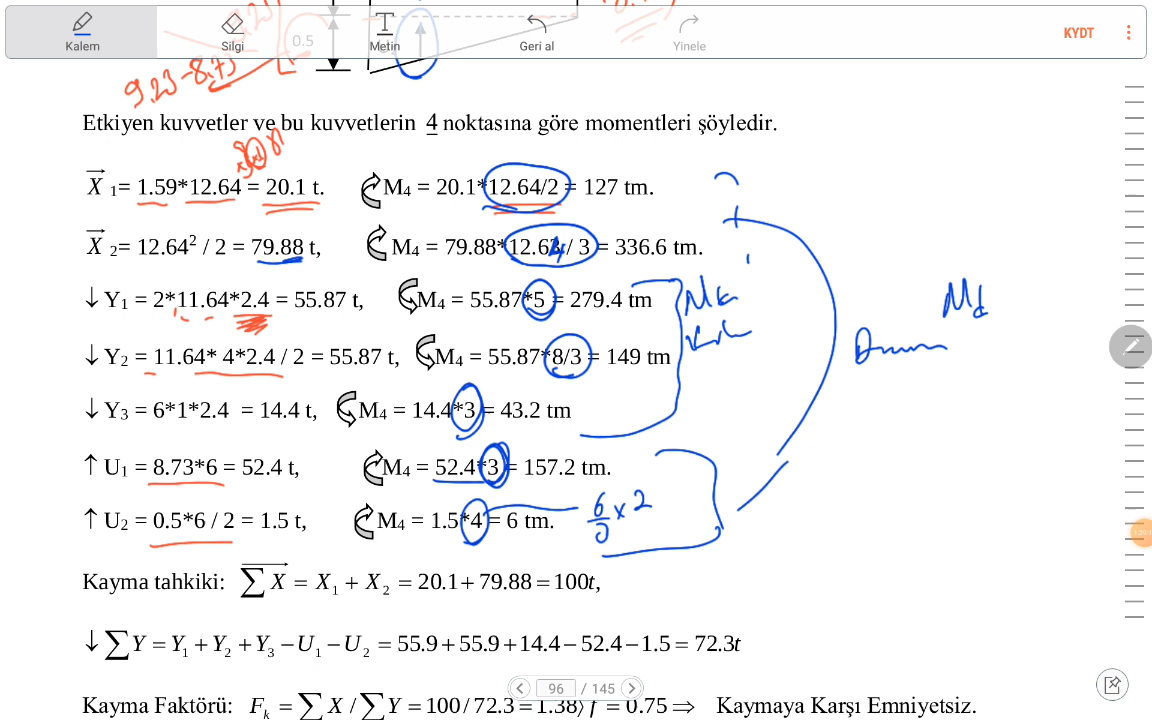 Kalem Silgi Metin Geri al Yinele KAYDET
0.5
9.23-8.73
Etkiyen kuvvetler ve bu kuvvetlerin 4 noktasına göre momentleri şöyledir.
X 1= 1.59*12.64 = 20.1 t. M4 = 20.1*12.64/2 = 127 tm.
X 2= 12.64² / 2 = 79.88 t, M4 = 79.88*12.64 / 3 = 336.6 tm.
↓ Y1 = 2*11.64*2.4 = 55.87 t, M4 = 55.87*5 = 279.4 tm
↓ Y2 = 11.64* 4*2.4 / 2 = 55.87 t, M4 = 55.87*8/3 = 149 tm
↓ Y3 = 6*1*2.4 = 14.4 t, M4 = 14.4*3 = 43.2 tm
↑ U1 = 8.73*6 = 52.4 t, M4 = 52.4*3 = 157.2 tm.
↑ U2 = 0.5*6 / 2 = 1.5 t, M4 = 1.5*4 = 6 tm. 6/3 x 2
Kayma tahkiki: ∑ X = X1 + X2 = 20.1 + 79.88 = 100t,
↓ ∑ Y = Y1 + Y2 + Y3 − U1 − U2 = 55.9 + 55.9 + 14.4 − 52.4 − 1.5 = 72.3t
96 / 145
Kayma Faktörü: Fk = ∑ X / ∑ Y = 100 / 72.3 = 1.38⟩ f = 0.75 ⇒ Kaymaya Karşı Emniyetsiz.